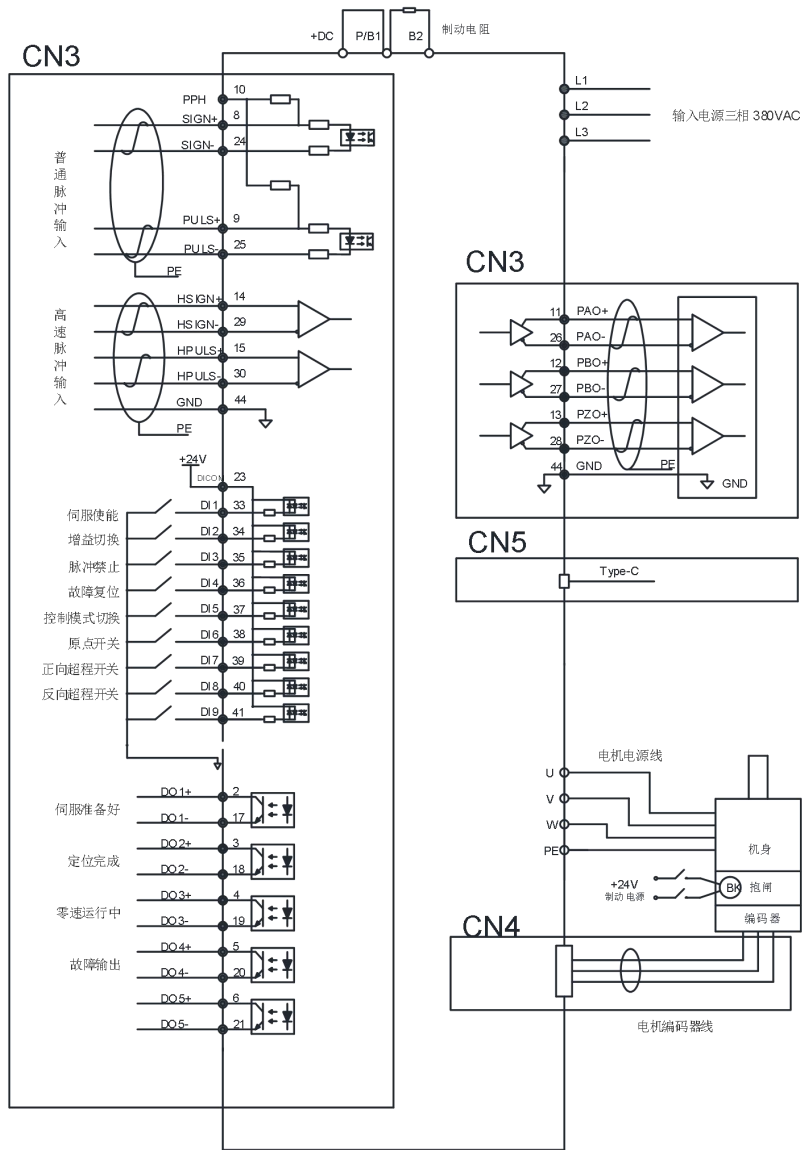 +DC P/B1 B2 制动电阻
CN3
PPH 10
SIGN+ 8
SIGN- 24
普通脉冲输入
PULS+ 9
PULS- 25
PE
HSIGN+ 14
HSIGN- 29
高速脉冲输入
HPULS+ 15
HPULS- 30
GND 44
PE
+24V
DICOM 23
伺服使能 DI1 33
增益切换 DI2 34
脉冲禁止 DI3 35
故障复位 DI4 36
控制模式切换 DI5 37
原点开关 DI6 38
正向超程开关 DI7 39
反向超程开关 DI8 40
DI9 41
DO1+ 2
伺服准备好
DO1- 17
DO2+ 3
定位完成
DO2- 18
DO3+ 4
零速运行中
DO3- 19
DO4+ 5
故障输出
DO4- 20
DO5+ 6
DO5- 21
L1
L2 输入电源三相 380VAC
L3
CN3
11 PAO+
26 PAO-
12 PBO+
27 PBO-
13 PZO+
28 PZO-
44 GND PE
GND
CN5
Type-C
电机电源线
U
V
W
PE
机身
+24V
制动 电源
BK 抱闸
编码器
CN4
电机编码器线